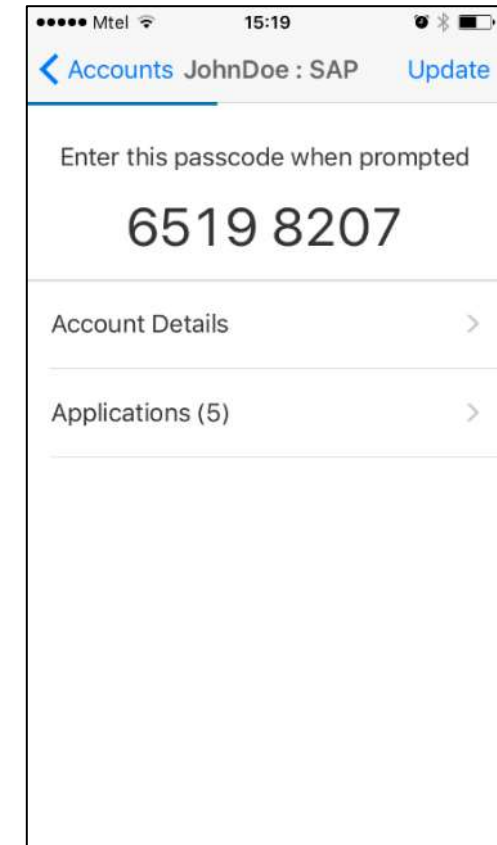 Mtel 15:19
Accounts JohnDoe : SAP Update
Enter this passcode when prompted
6519 8207
Account Details
Applications (5)